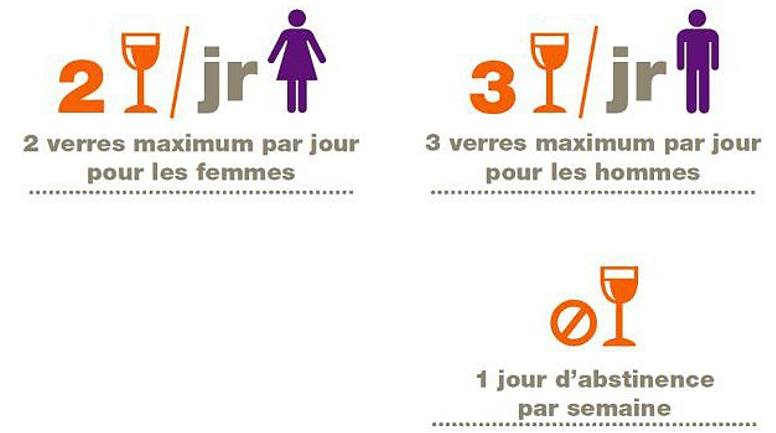 2 /jr
2 verres maximum par jour
pour les femmes
3 /jr
3 verres maximum par jour
pour les hommes
1 jour d’abstinence
par semaine